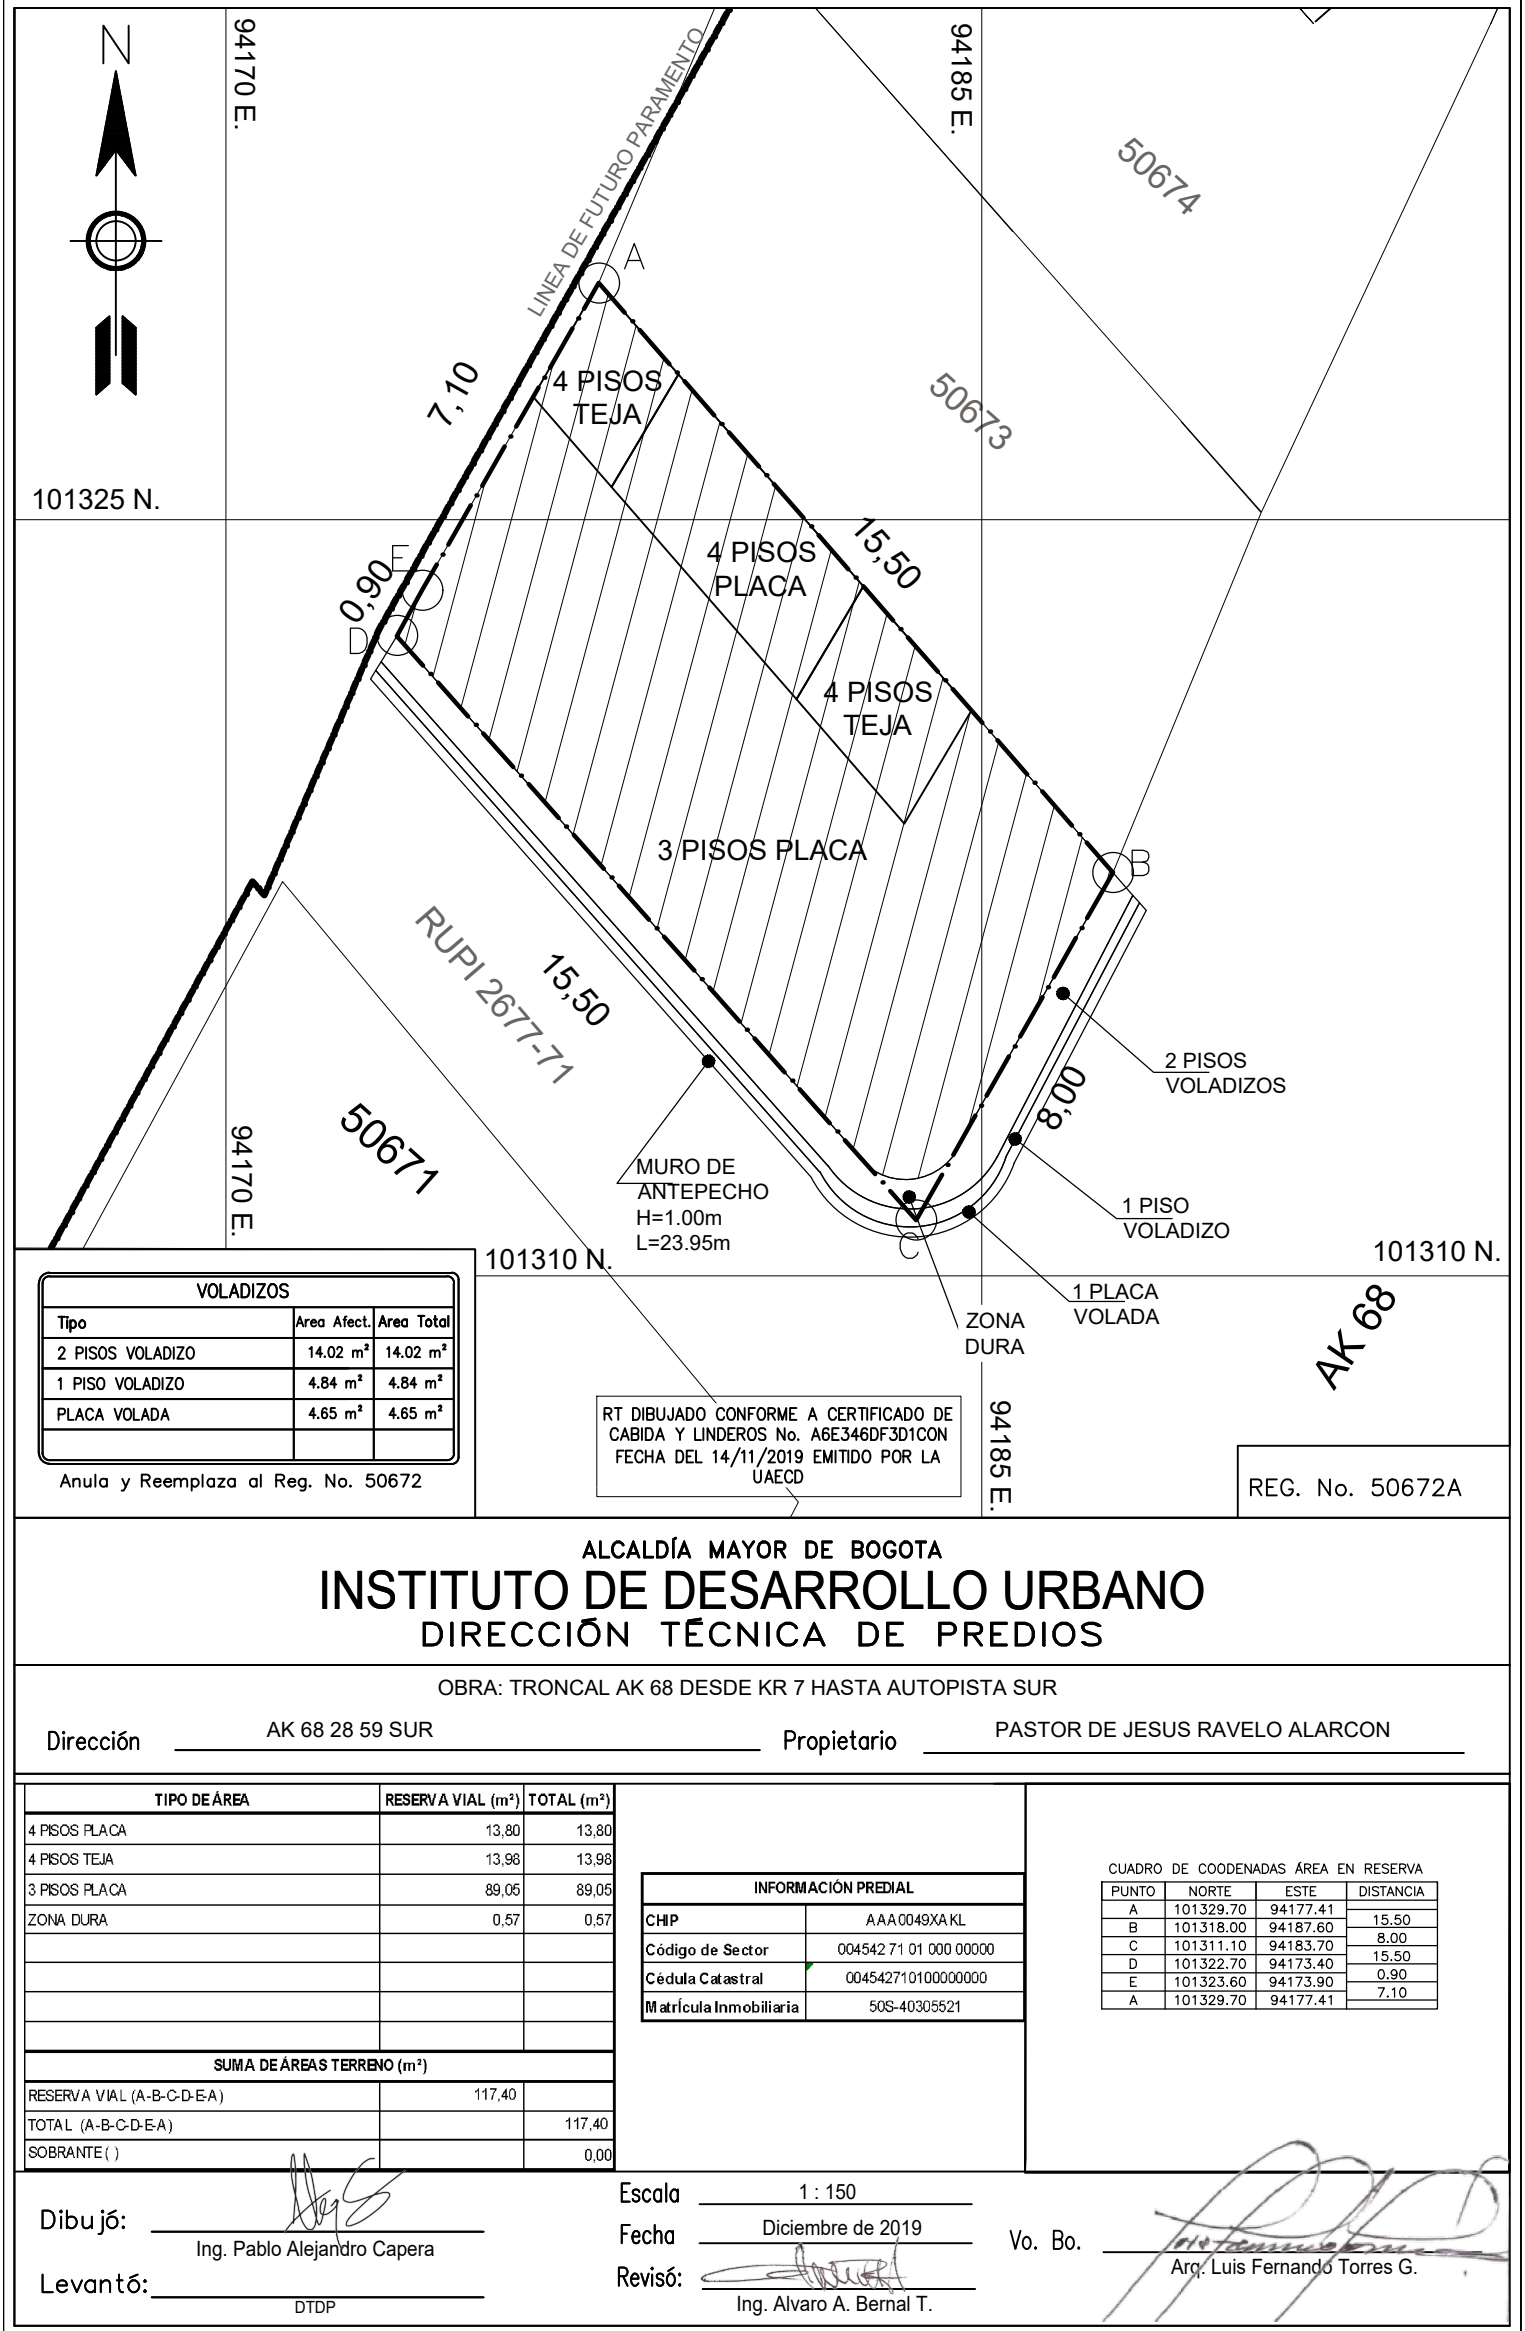 N
94170 E.
94185 E.
LINEA DE FUTURO PARAMENTO
50674
A
7,10
4 PISOS
TEJA
50673
101325 N.
4 PISOS
PLACA
15,50
E
0,90
D
4 PISOS
TEJA
3 PISOS PLACA
B
RUPI 2677-71
15,50
2 PISOS
VOLADIZOS
8,00
50671
94170 E.
MURO DE
ANTEPECHO
H=1.00m
L=23.95m
1 PISO
VOLADIZO
C
101310 N.
101310 N.
1 PLACA
VOLADA
ZONA
DURA
AK 68
94185 E.
VOLADIZOS
Tipo Area Afect. Area Total
2 PISOS VOLADIZO 14.02 m² 14.02 m²
1 PISO VOLADIZO 4.84 m² 4.84 m²
PLACA VOLADA 4.65 m² 4.65 m²
Anula y Reemplaza al Reg. No. 50672
RT DIBUJADO CONFORME A CERTIFICADO DE
CABIDA Y LINDEROS No. A6E346DF3D1CON
FECHA DEL 14/11/2019 EMITIDO POR LA
UAECD
REG. No. 50672A
ALCALDÍA MAYOR DE BOGOTA
INSTITUTO DE DESARROLLO URBANO
DIRECCIÓN TÉCNICA DE PREDIOS
OBRA: TRONCAL AK 68 DESDE KR 7 HASTA AUTOPISTA SUR
Dirección AK 68 28 59 SUR Propietario PASTOR DE JESUS RAVELO ALARCON
TIPO DE ÁREA RESERVA VIAL (m²) TOTAL (m²)
4 PISOS PLACA 13,80 13,80
4 PISOS TEJA 13,98 13,98
3 PISOS PLACA 89,05 89,05
ZONA DURA 0,57 0,57
SUMA DE ÁREAS TERRENO (m²)
RESERVA VIAL (A-B-C-D-E-A) 117,40
TOTAL (A-B-C-D-E-A) 117,40
SOBRANTE ( ) 0,00
INFORMACIÓN PREDIAL
CHIP AAA0049XAKL
Código de Sector 004542 71 01 000 00000
Cédula Catastral 004542710100000000
Matrícula Inmobiliaria 50S-40305521
CUADRO DE COODENADAS ÁREA EN RESERVA
PUNTO NORTE ESTE DISTANCIA
A 101329.70 94177.41
15.50
B 101318.00 94187.60
8.00
C 101311.10 94183.70
15.50
D 101322.70 94173.40
0.90
E 101323.60 94173.90
7.10
A 101329.70 94177.41
Dibujó:
Ing. Pablo Alejandro Capera
Levantó:
DTDP
Escala 1 : 150
Fecha Diciembre de 2019
Revisó:
Ing. Alvaro A. Bernal T.
Vo. Bo.
Arq. Luis Fernando Torres G.